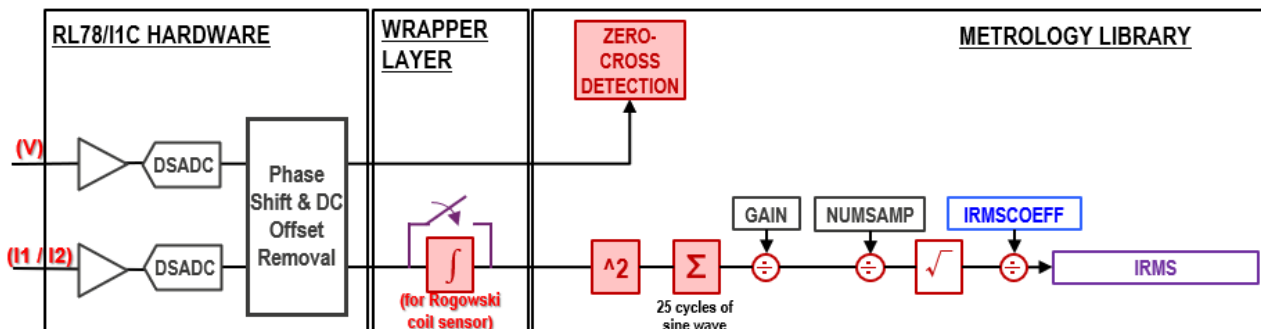 RL78/I1C HARDWARE
WRAPPER
LAYER
METROLOGY LIBRARY
ZERO-
CROSS
DETECTION
(V)
DSADC
Phase
Shift & DC
Offset
Removal
(I1 / I2)
DSADC
∫
(for Rogowski
coil sensor)
^2
Σ
25 cycles of
sine wave
GAIN
÷
NUMSAMP
÷
√
IRMSCOEFF
÷
IRMS